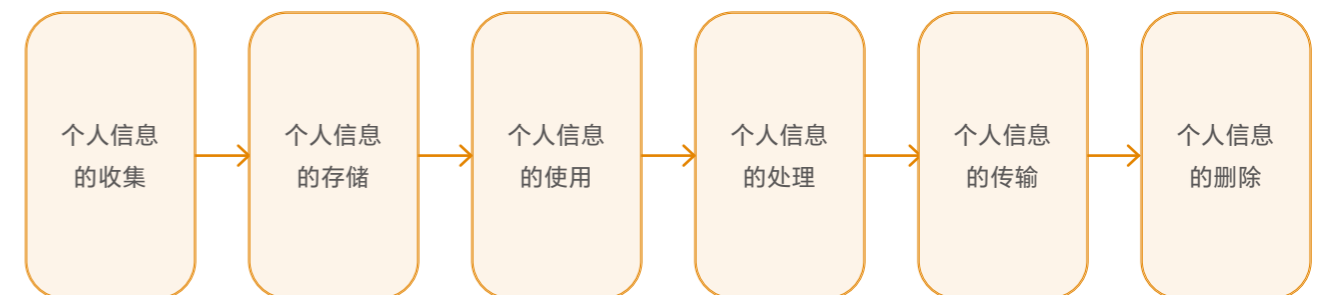 个人信息
的收集
个人信息
的存储
个人信息
的使用
个人信息
的处理
个人信息
的传输
个人信息
的删除